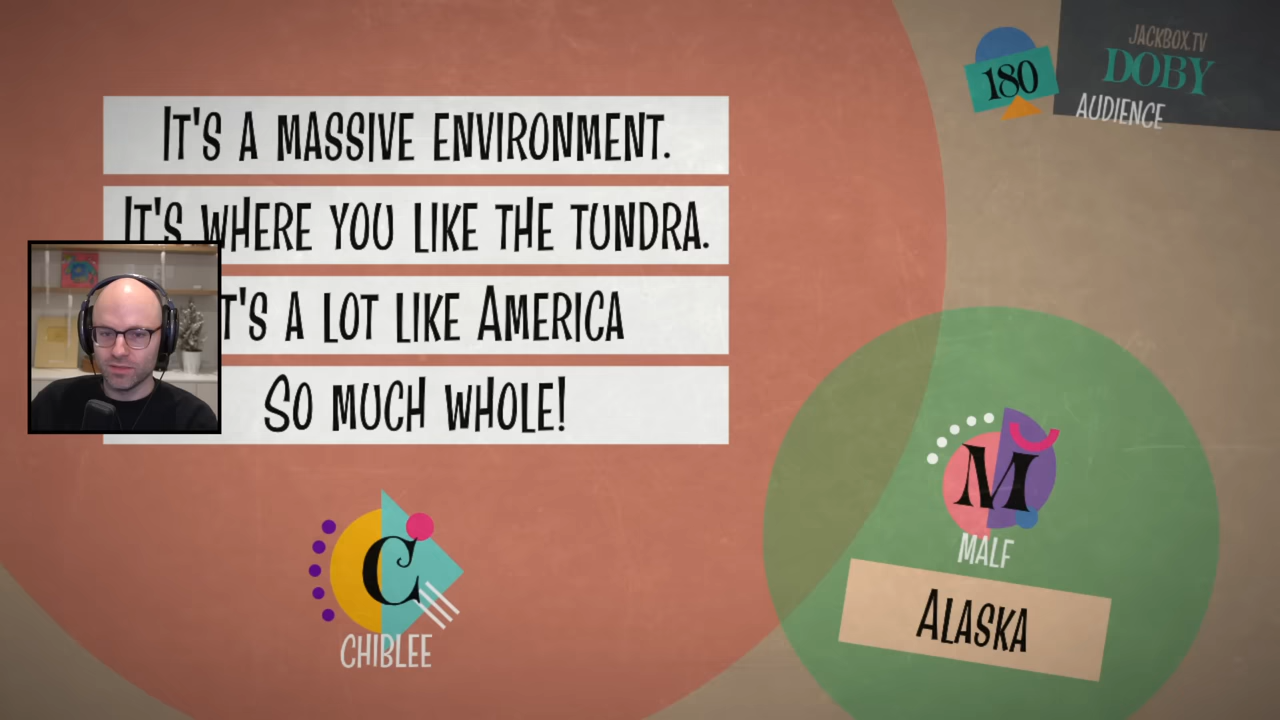 JACKBOX.TV
DOBY
180
AUDIENCE
IT'S A MASSIVE ENVIRONMENT.
IT'S WHERE YOU LIKE THE TUNDRA.
T'S A LOT LIKE AMERICA
SO MUCH WHOLE!
M
MALF
ALASKA
C
CHIBLEE